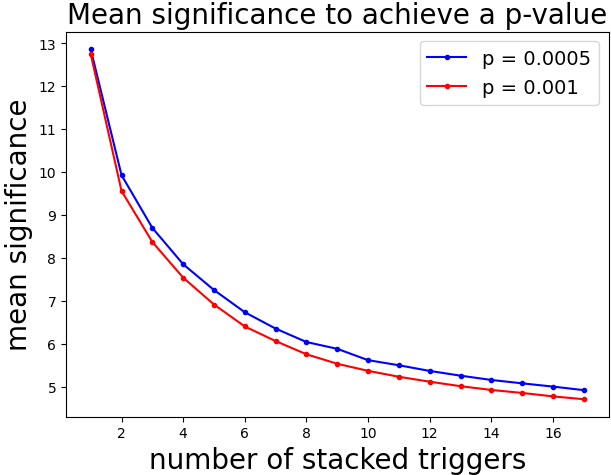 Mean significance to achieve a p-value
13
12
11
10
9
8
7
6
5
mean significance
p = 0.0005
p = 0.001
2 4 6 8 10 12 14 16
number of stacked triggers